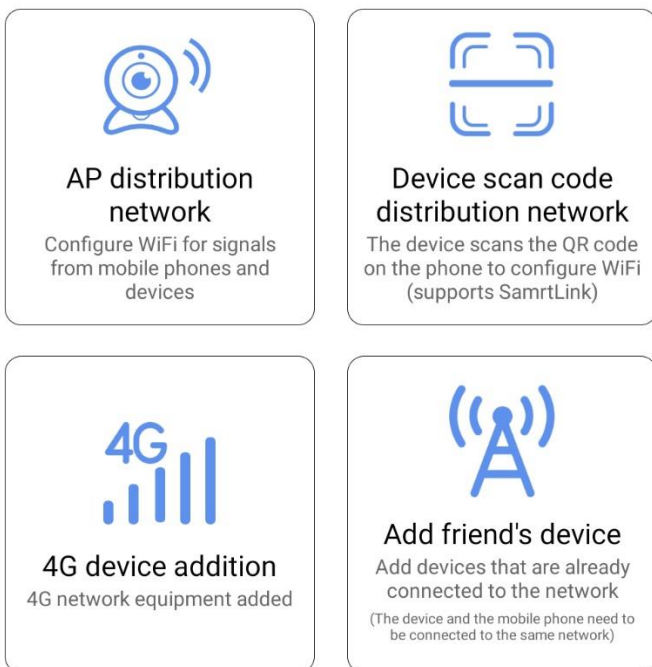 AP distribution
network
Configure WiFi for signals
from mobile phones and
devices
Device scan code
distribution network
The device scans the QR code
on the phone to configure WiFi
(supports SamrtLink)
4G
4G device addition
4G network equipment added
Add friend's device
Add devices that are already
connected to the network
(The device and the mobile phone need to
be connected to the same network)